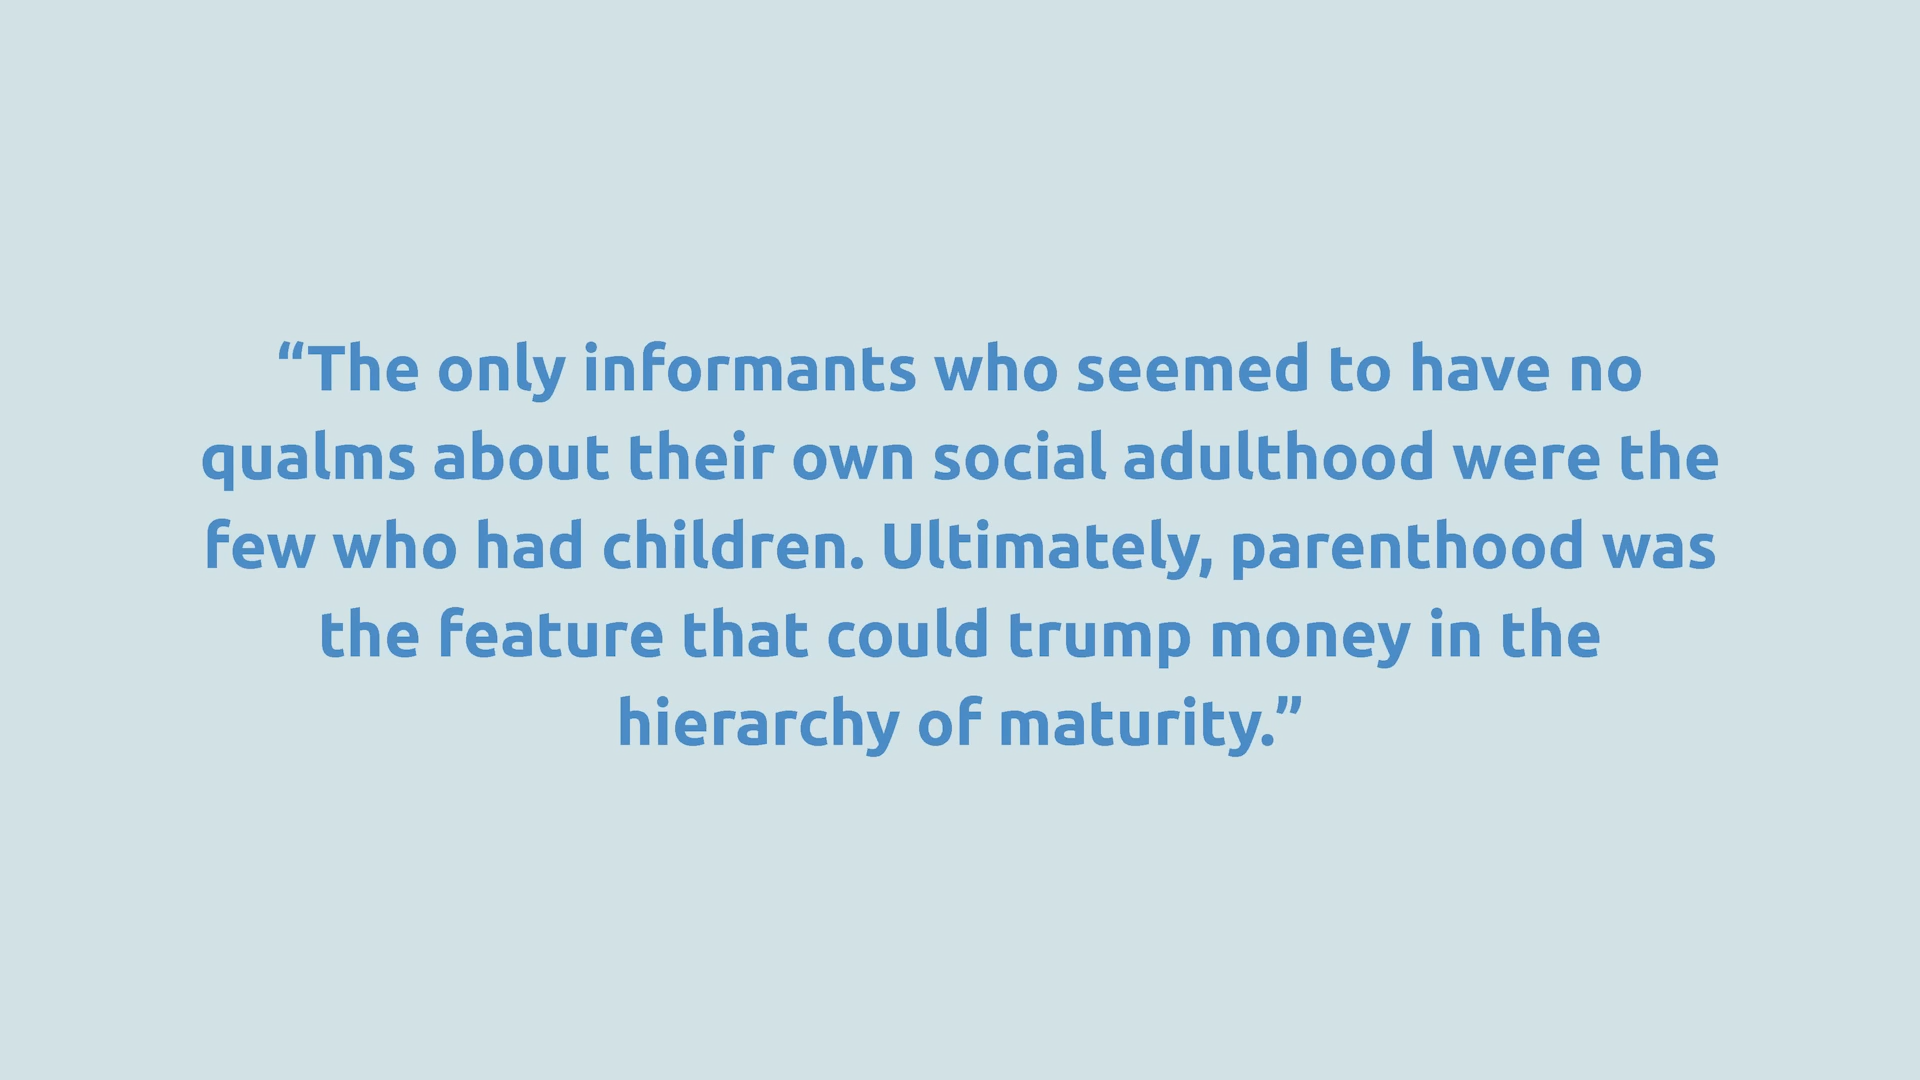 “The only informants who seemed to have no
qualms about their own social adulthood were the
few who had children. Ultimately, parenthood was
the feature that could trump money in the
hierarchy of maturity.”